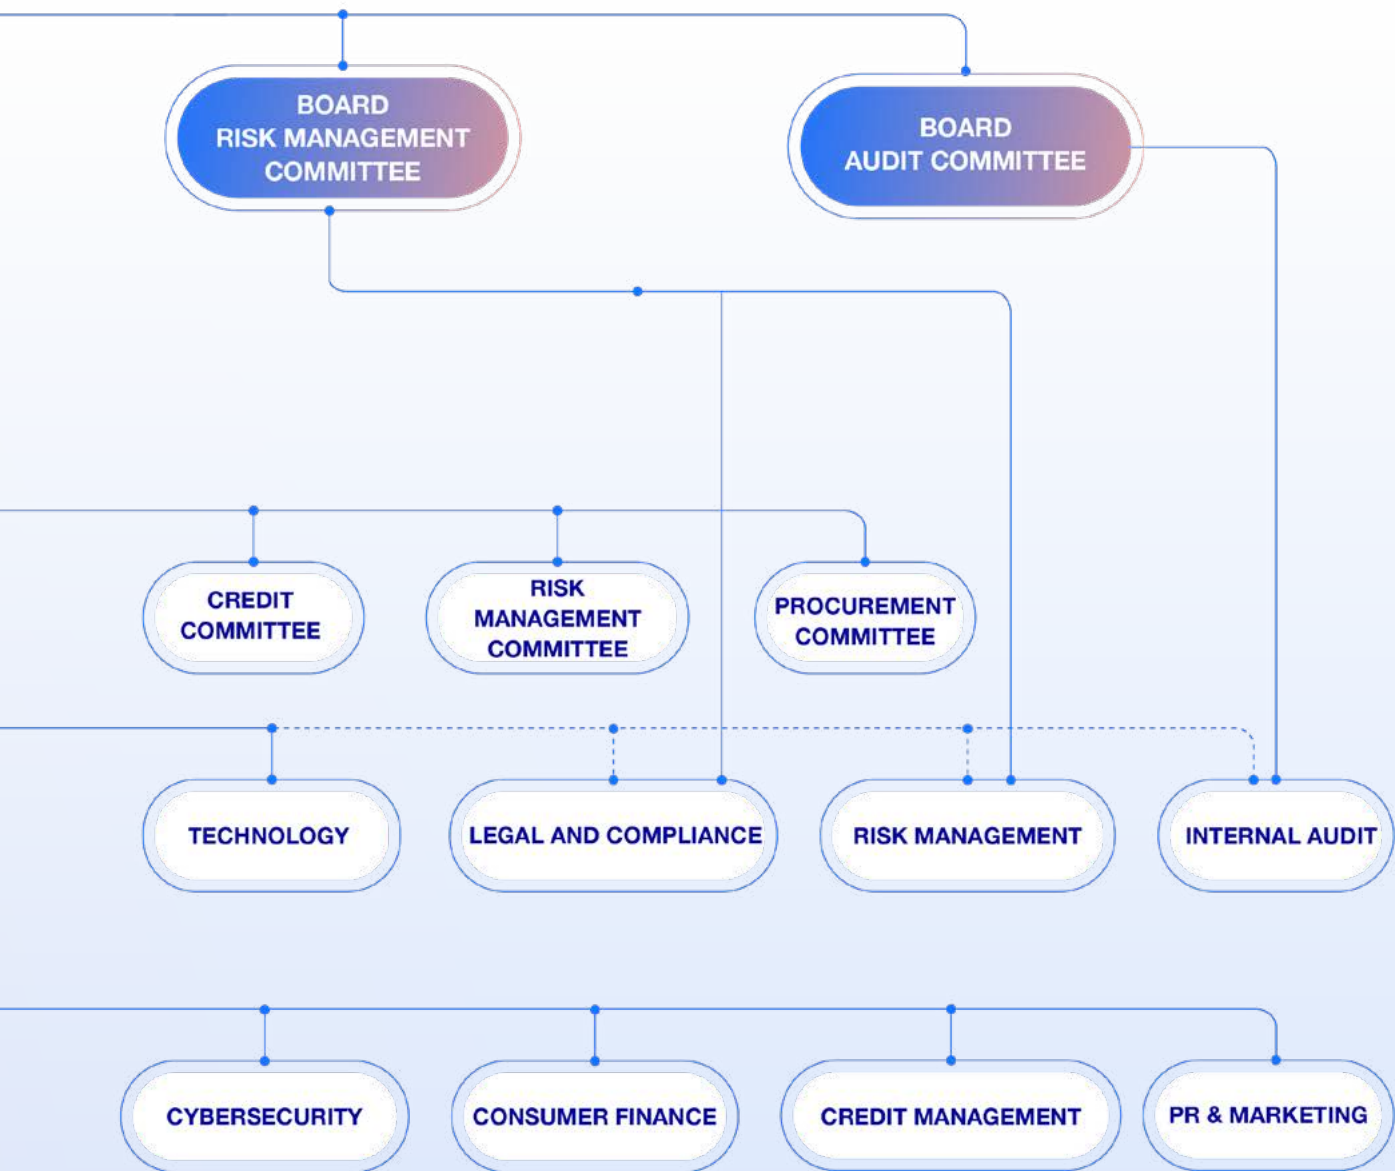 BOARD
RISK MANAGEMENT
COMMITTEE
BOARD
AUDIT COMMITTEE
CREDIT
COMMITTEE
RISK
MANAGEMENT
COMMITTEE
PROCUREMENT
COMMITTEE
TECHNOLOGY
LEGAL AND COMPLIANCE
RISK MANAGEMENT
INTERNAL AUDIT
CYBERSECURITY
CONSUMER FINANCE
CREDIT MANAGEMENT
PR & MARKETING